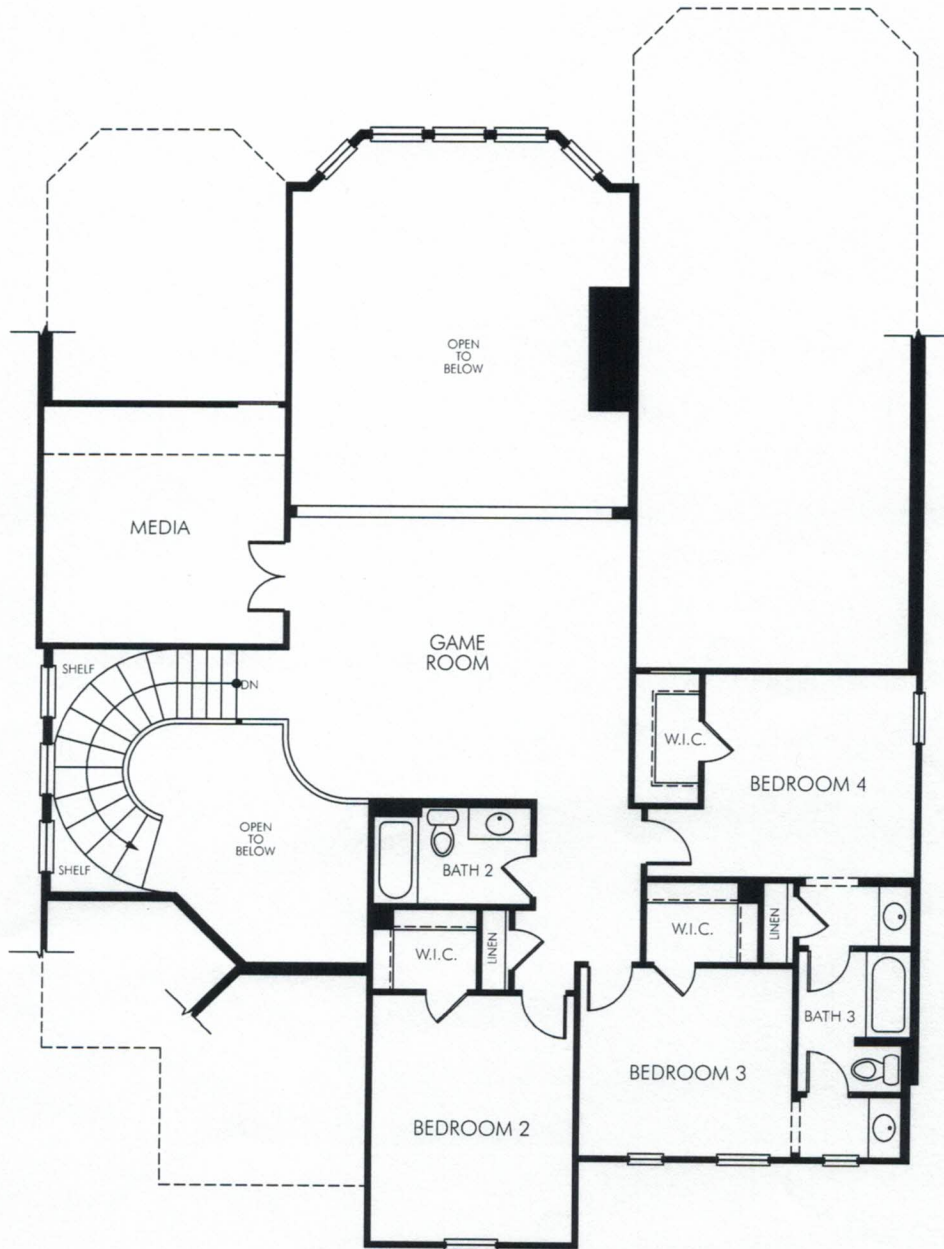 OPEN
TO
BELOW
MEDIA
GAME
ROOM
SHELF
DN
W.I.C.
BEDROOM 4
OPEN
TO
BELOW
SHELF
BATH 2
W.I.C.
LINEN
W.I.C.
LINEN
BATH 3
BEDROOM 3
BEDROOM 2